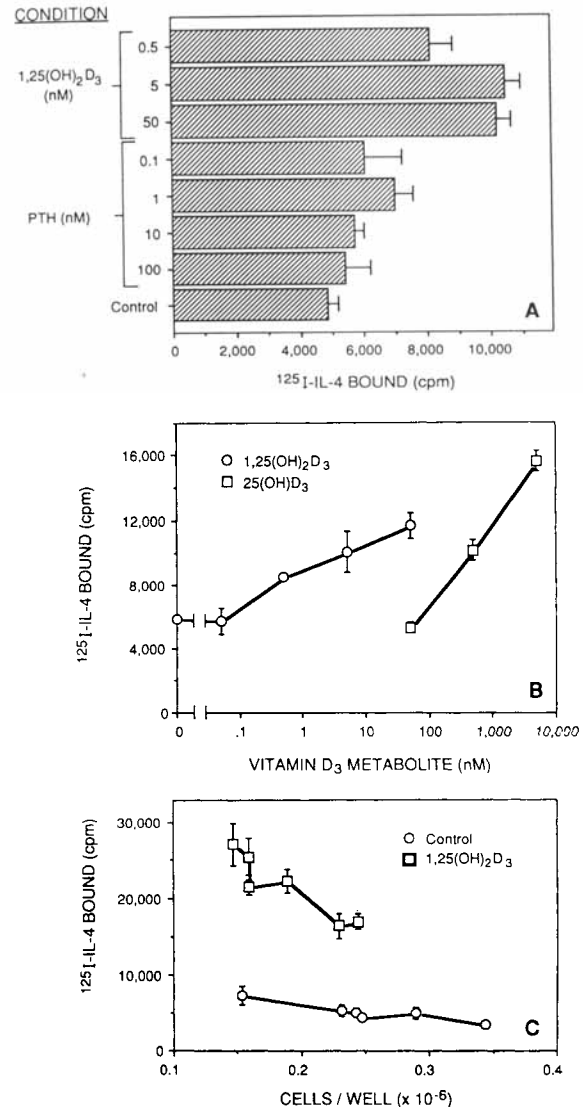 CONDITION
1,25(OH)₂D₃
(nM)
0.5
5
50
PTH (nM)
0.1
1
10
100
Control
A
0 2,000 4,000 6,000 8,000 10,000
¹²⁵I-IL-4 BOUND (cpm)
¹²⁵I-IL-4 BOUND (cpm)
16,000
12,000
8,000
4,000
0
1,25(OH)₂D₃
25(OH)D₃
B
0 .1 1 10 100 1,000 10,000
VITAMIN D₃ METABOLITE (nM)
¹²⁵I-IL-4 BOUND (cpm)
30,000
20,000
10,000
0
Control
1,25(OH)₂D₃
C
0.1 0.2 0.3 0.4
CELLS / WELL (x 10⁻⁶)